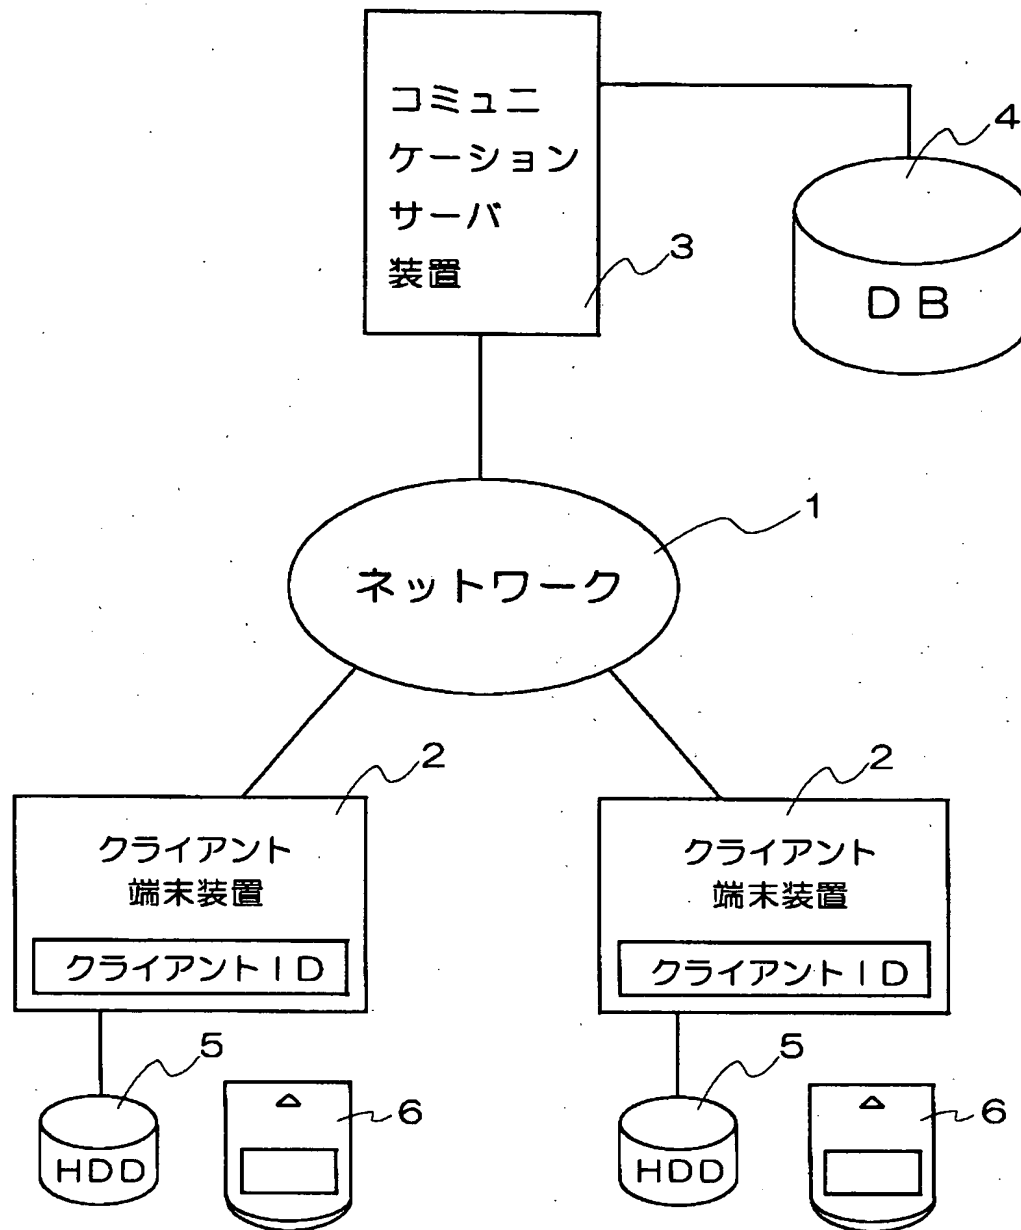 コミュニ
ケーション
サーバ
装置
3
4
DB
1
ネットワーク
2
クライアント
端末装置
クライアントID
5
HDD
6
2
クライアント
端末装置
クライアントID
5
HDD
6